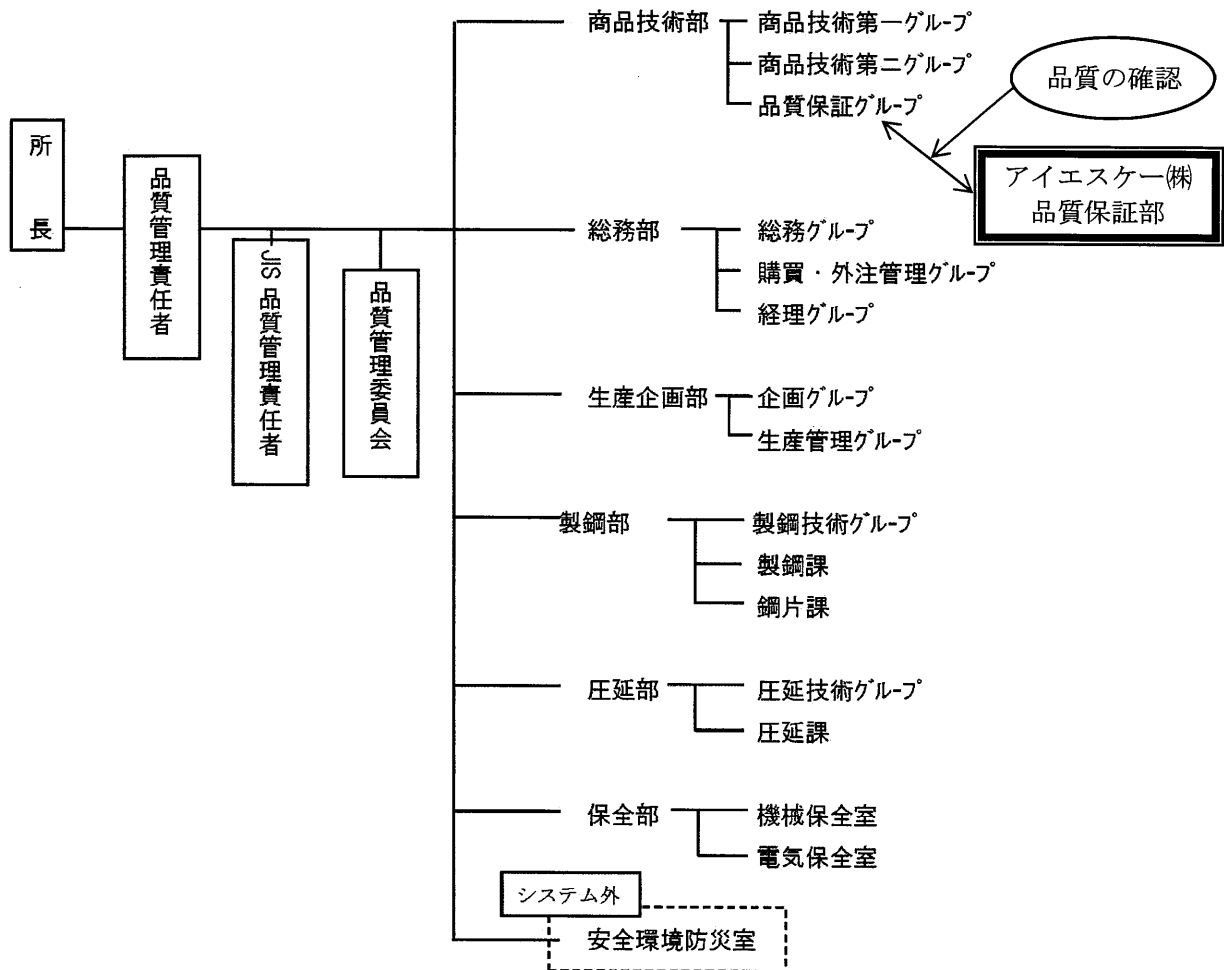 所長
品質管理責任者
JIS品質管理責任者
品質管理委員会
商品技術部
商品技術第一グループ
商品技術第二グループ
品質保証グループ
品質の確認
アイエスケー㈱
品質保証部
総務部
総務グループ
購買・外注管理グループ
経理グループ
生産企画部
企画グループ
生産管理グループ
製鋼部
製鋼技術グループ
製鋼課
鋼片課
圧延部
圧延技術グループ
圧延課
保全部
機械保全室
電気保全室
システム外
安全環境防災室